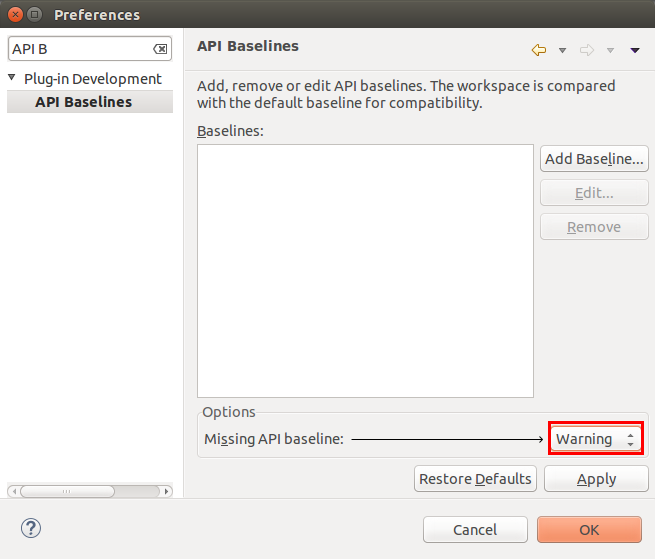 Preferences
API B
Plug-in Development
API Baselines
API Baselines
Add, remove or edit API baselines. The workspace is compared
with the default baseline for compatibility.
Baselines:
Add Baseline...
Edit...
Remove
Options
Missing API baseline:
Warning
Restore Defaults
Apply
?
Cancel
OK